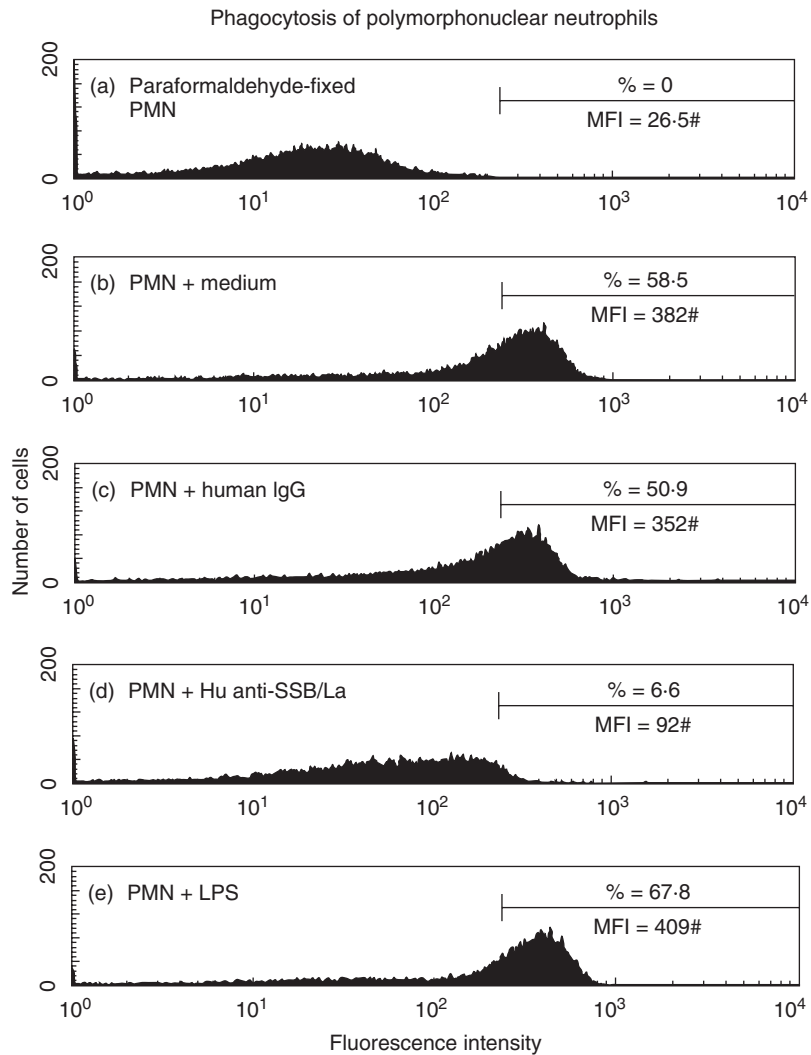 Phagocytosis of polymorphonuclear neutrophils
200
(a) Paraformaldehyde-fixed
PMN
% = 0
MFI = 26·5#
0
10⁰ 10¹ 10² 10³ 10⁴
200
(b) PMN + medium
% = 58·5
MFI = 382#
0
10⁰ 10¹ 10² 10³ 10⁴
200
(c) PMN + human IgG
% = 50·9
MFI = 352#
0
10⁰ 10¹ 10² 10³ 10⁴
Number of cells
200
(d) PMN + Hu anti-SSB/La
% = 6·6
MFI = 92#
0
10⁰ 10¹ 10² 10³ 10⁴
200
(e) PMN + LPS
% = 67·8
MFI = 409#
0
10⁰ 10¹ 10² 10³ 10⁴
Fluorescence intensity